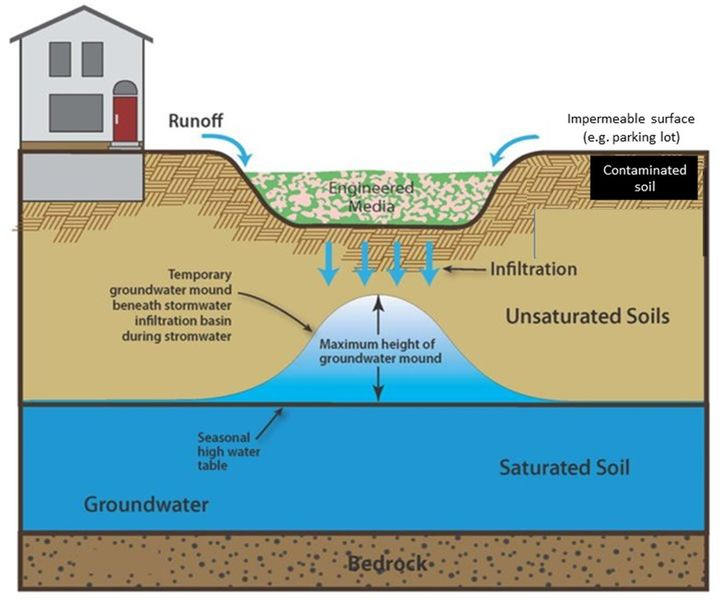 Runoff
Impermeable surface
(e.g. parking lot)
Contaminated
soil
Engineered
Media
Infiltration
Temporary
groundwater mound
beneath stormwater
infiltration basin
during stromwater
Unsaturated Soils
Maximum height of
groundwater mound
Seasonal
high water
table
Saturated Soil
Groundwater
Bedrock